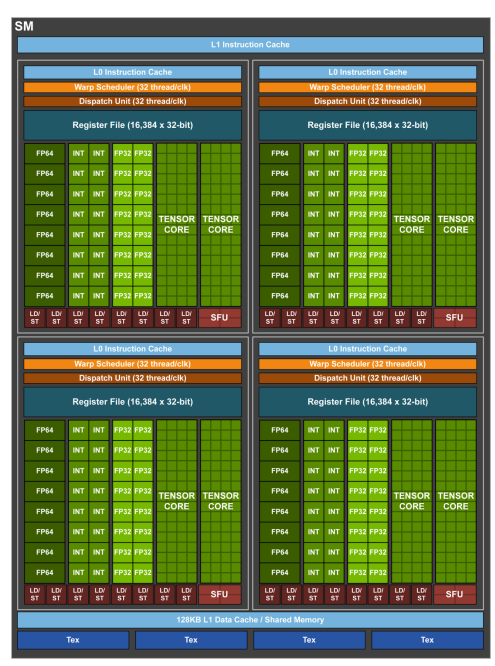 SM
L1 Instruction Cache
L0 Instruction Cache
Warp Scheduler (32 thread/clk)
Dispatch Unit (32 thread/clk)
Register File (16,384 x 32-bit)
FP64 INT INT FP32 FP32
FP64 INT INT FP32 FP32
FP64 INT INT FP32 FP32
FP64 INT INT FP32 FP32
FP64 INT INT FP32 FP32
FP64 INT INT FP32 FP32
FP64 INT INT FP32 FP32
FP64 INT INT FP32 FP32
TENSOR TENSOR
CORE CORE
LD/ LD/ LD/ LD/ LD/ LD/ LD/ LD/
ST ST ST ST ST ST ST ST
SFU
L0 Instruction Cache
Warp Scheduler (32 thread/clk)
Dispatch Unit (32 thread/clk)
Register File (16,384 x 32-bit)
FP64 INT INT FP32 FP32
FP64 INT INT FP32 FP32
FP64 INT INT FP32 FP32
FP64 INT INT FP32 FP32
FP64 INT INT FP32 FP32
FP64 INT INT FP32 FP32
FP64 INT INT FP32 FP32
FP64 INT INT FP32 FP32
TENSOR TENSOR
CORE CORE
LD/ LD/ LD/ LD/ LD/ LD/ LD/ LD/
ST ST ST ST ST ST ST ST
SFU
L0 Instruction Cache
Warp Scheduler (32 thread/clk)
Dispatch Unit (32 thread/clk)
Register File (16,384 x 32-bit)
FP64 INT INT FP32 FP32
FP64 INT INT FP32 FP32
FP64 INT INT FP32 FP32
FP64 INT INT FP32 FP32
FP64 INT INT FP32 FP32
FP64 INT INT FP32 FP32
FP64 INT INT FP32 FP32
FP64 INT INT FP32 FP32
TENSOR TENSOR
CORE CORE
LD/ LD/ LD/ LD/ LD/ LD/ LD/ LD/
ST ST ST ST ST ST ST ST
SFU
L0 Instruction Cache
Warp Scheduler (32 thread/clk)
Dispatch Unit (32 thread/clk)
Register File (16,384 x 32-bit)
FP64 INT INT FP32 FP32
FP64 INT INT FP32 FP32
FP64 INT INT FP32 FP32
FP64 INT INT FP32 FP32
FP64 INT INT FP32 FP32
FP64 INT INT FP32 FP32
FP64 INT INT FP32 FP32
FP64 INT INT FP32 FP32
TENSOR TENSOR
CORE CORE
LD/ LD/ LD/ LD/ LD/ LD/ LD/ LD/
ST ST ST ST ST ST ST ST
SFU
128KB L1 Data Cache / Shared Memory
Tex Tex Tex Tex